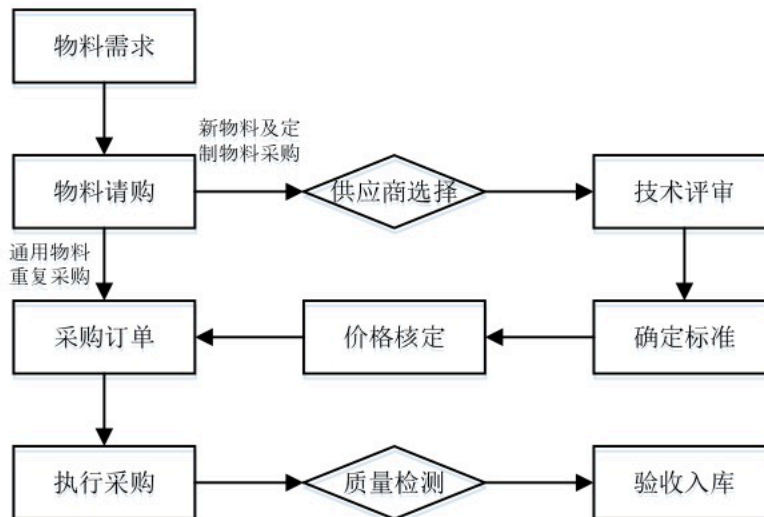 物料需求
新物料及定
制物料采购
物料请购
供应商选择
技术评审
通用物料
重复采购
采购订单
价格核定
确定标准
执行采购
质量检测
验收入库